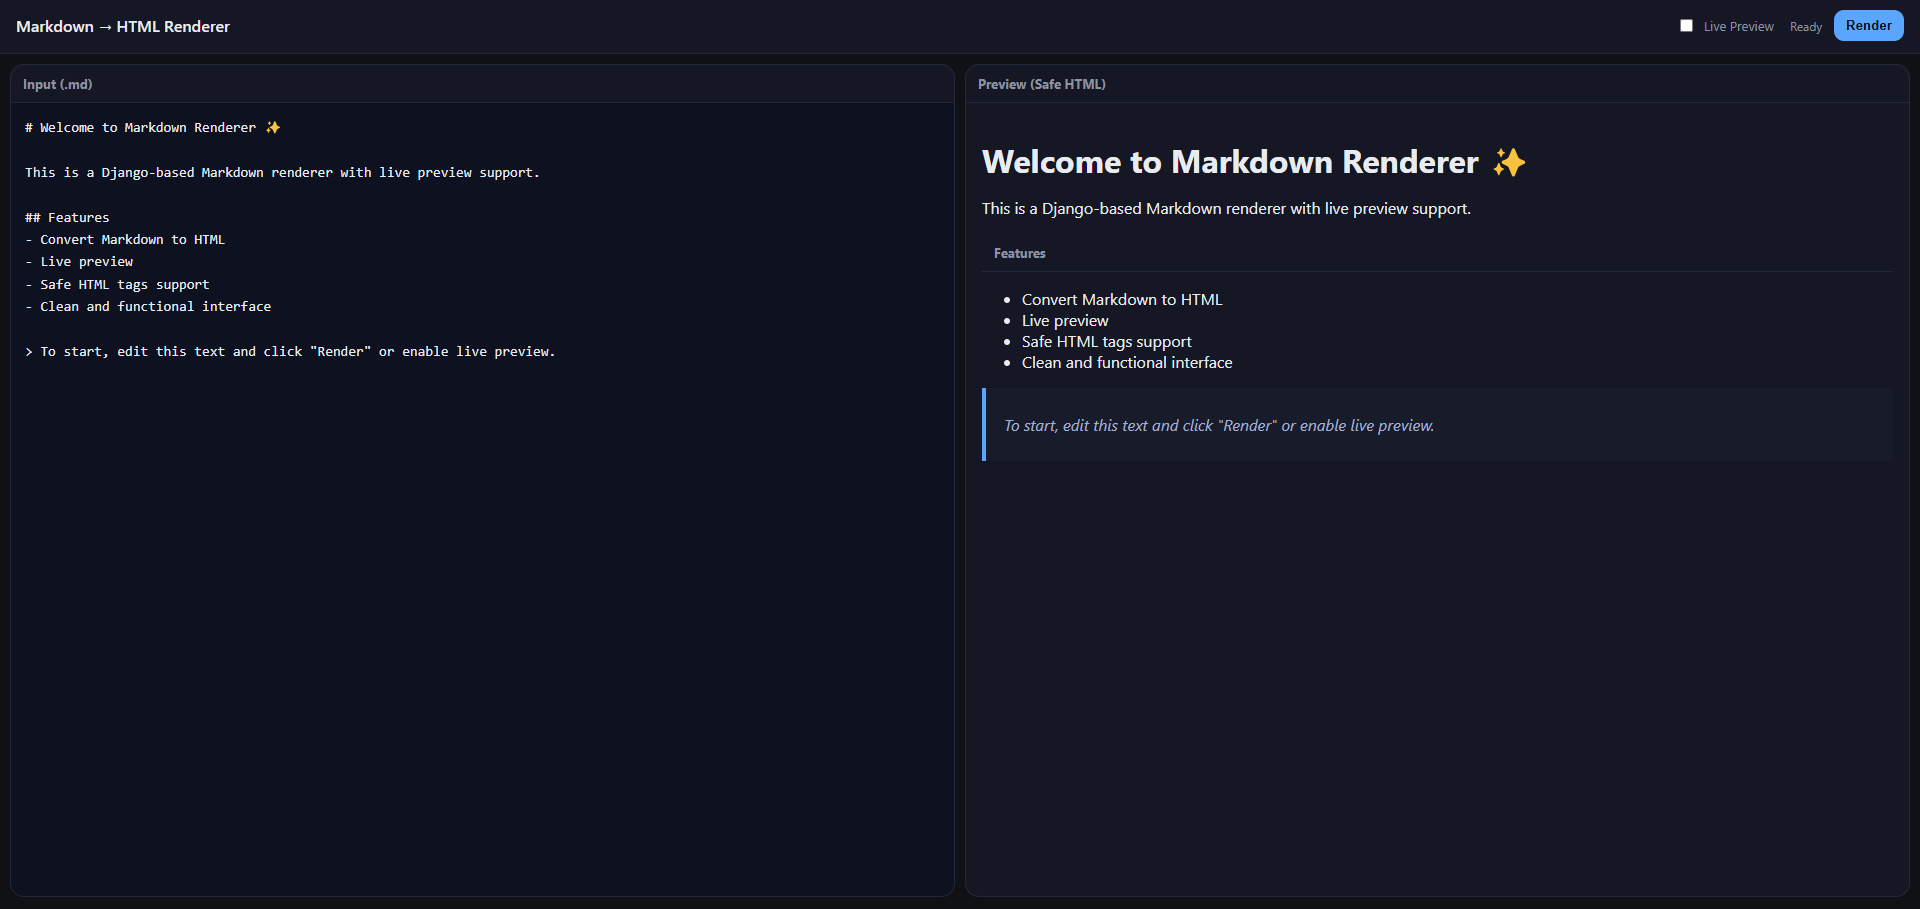 Markdown → HTML Renderer
Live Preview Ready Render
Input (.md)
# Welcome to Markdown Renderer ✨
This is a Django-based Markdown renderer with live preview support.
## Features
- Convert Markdown to HTML
- Live preview
- Safe HTML tags support
- Clean and functional interface
> To start, edit this text and click "Render" or enable live preview.
Preview (Safe HTML)
Welcome to Markdown Renderer ✨
This is a Django-based Markdown renderer with live preview support.
Features
• Convert Markdown to HTML
• Live preview
• Safe HTML tags support
• Clean and functional interface
To start, edit this text and click "Render" or enable live preview.